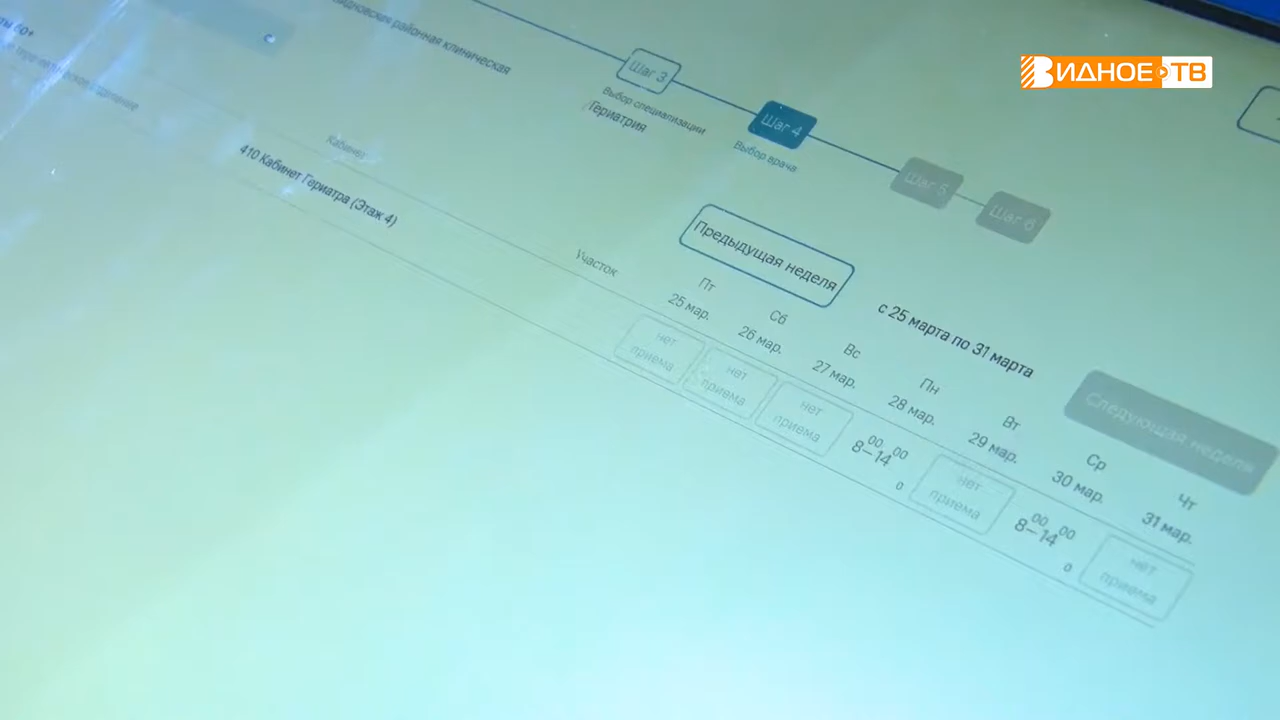 ВИДНОЕ ТВ
60+
районная клиническая
Шаг 3
Выбор специализации
Гериатрия
Шаг 4
Выбор врача
Шаг 5
Шаг 6
Кабинет
410 Кабинет Гериатра (Этаж 4)
Участок
Предыдущая неделя
с 25 марта по 31 марта
Следующая неделя
Пт
25 мар.
Сб
26 мар.
Вс
27 мар.
Пн
28 мар.
Вт
29 мар.
Ср
30 мар.
Чт
31 мар.
нет
приема
нет
приема
нет
приема
8⁰⁰–14⁰⁰
0
нет
приема
8⁰⁰–14⁰⁰
0
нет
приема